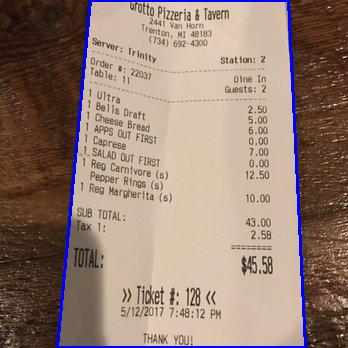 Grotto Pizzeria & Tavern
2441 Van Horn
Trenton, MI 48183
(734) 692-4300
Server: Trinity Station: 2
Order #: 22037 Dine In
Table: 11 Guests: 2
1 Ultra 2.50
1 Bells Draft 5.00
1 Cheese Bread 6.00
1 APPS OUT FIRST 0.00
1 Caprese 7.00
1 SALAD OUT FIRST 0.00
1 Reg Carnivore (s) 12.50
Pepper Rings (s)
1 Reg Margherita (s) 10.00
SUB TOTAL: 43.00
Tax 1: 2.58
========
TOTAL: $45.58
>> Ticket #: 128 <<
5/12/2017 7:48:12 PM
THANK YOU!